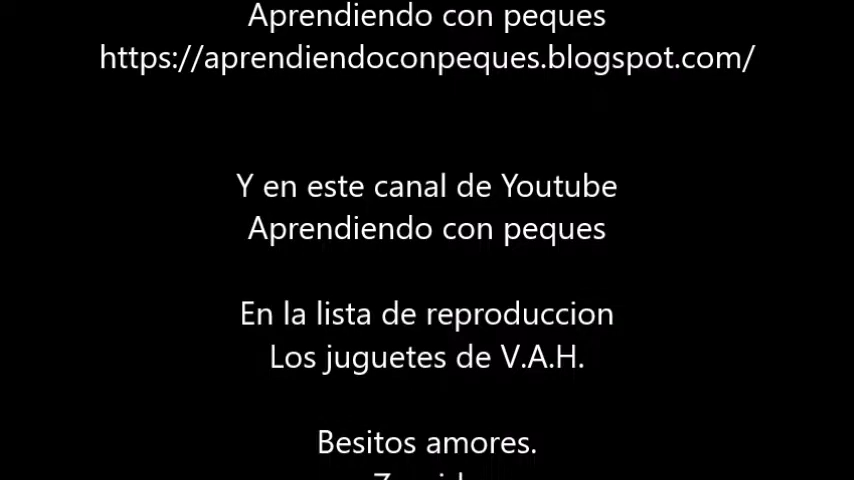 Aprendiendo con peques
https://aprendiendoconpeques.blogspot.com/
Y en este canal de Youtube
Aprendiendo con peques
En la lista de reproduccion
Los juguetes de V.A.H.
Besitos amores.